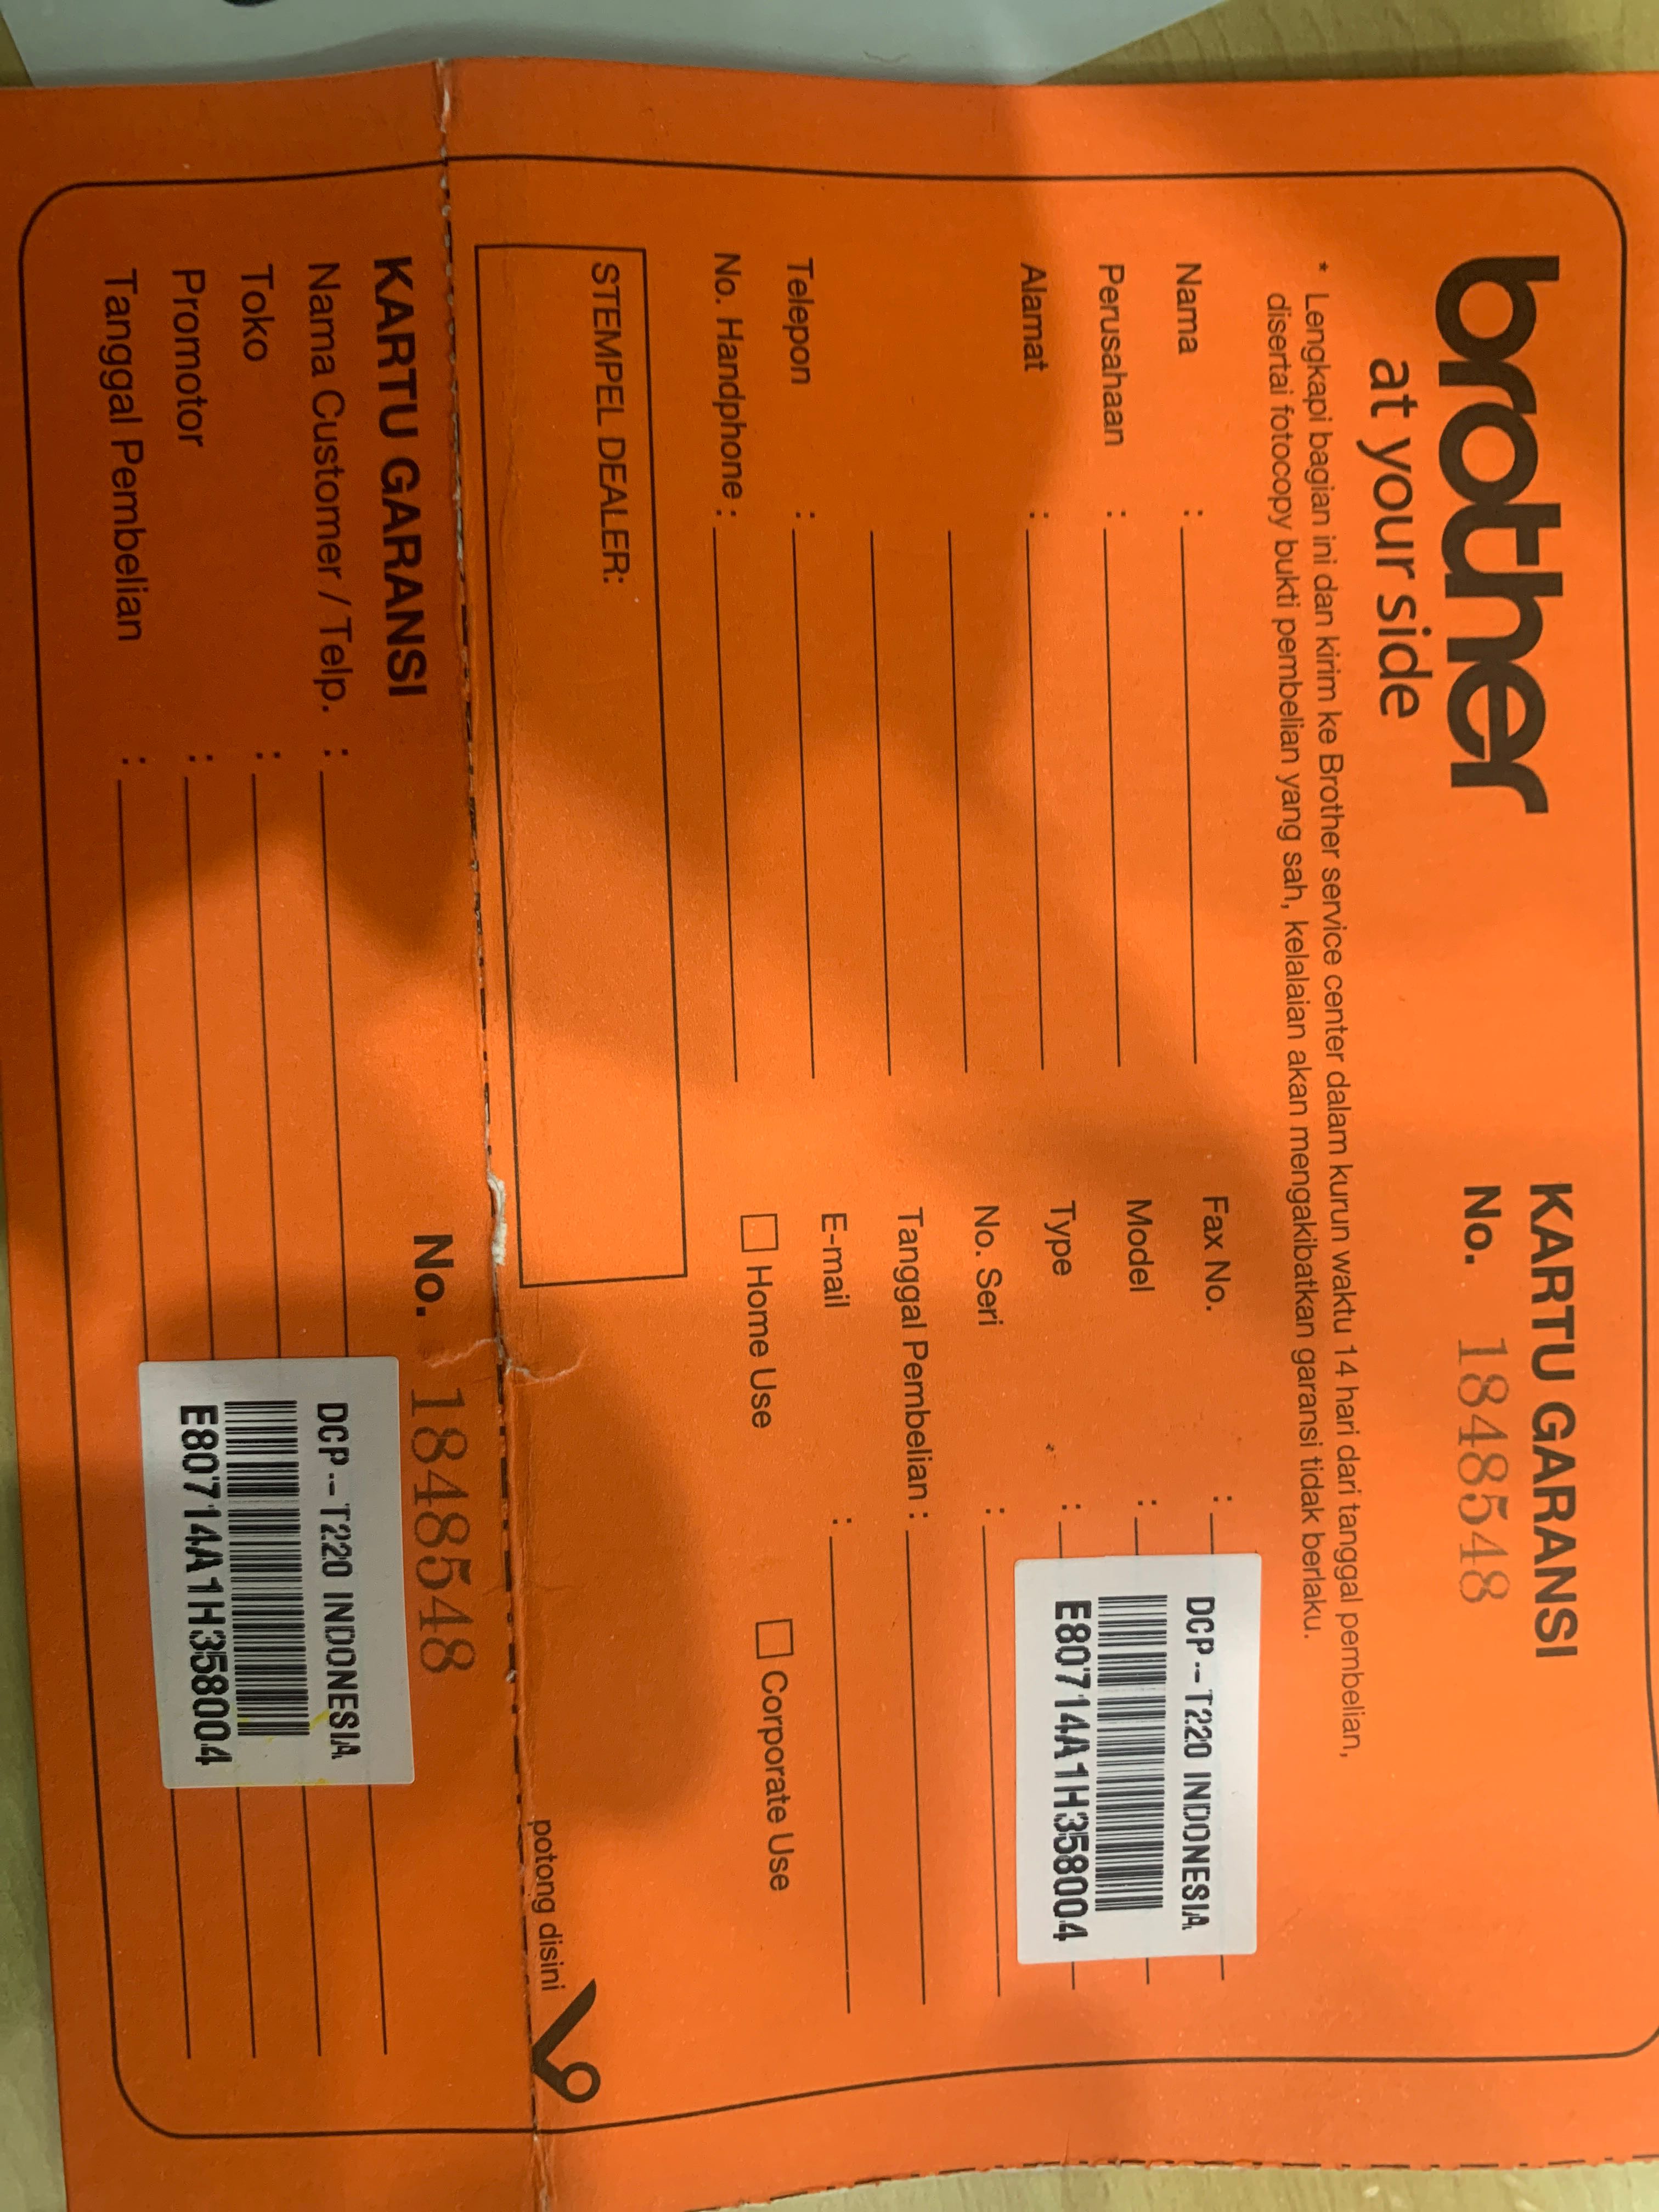 brother
at your side
KARTU GARANSI
No. 1848548
* Lengkapi bagian ini dan kirim ke Brother service center dalam kurun waktu 14 hari dari tanggal pembelian,
disertai fotocopy bukti pembelian yang sah, kelalaian akan mengakibatkan garansi tidak berlaku.
Nama :
Perusahaan :
Alamat :
Telepon :
No. Handphone :
Fax No. :
Model :
Type :
No. Seri :
Tanggal Pembelian :
E-mail :
Home Use
Corporate Use
DCP--T220 INDONESIA
E80714A1H358004
STEMPEL DEALER:
potong disini
KARTU GARANSI
No. 1848548
Nama Customer / Telp. :
Toko :
Promotor :
Tanggal Pembelian :
DCP--T220 INDONESIA
E80714A1H358004